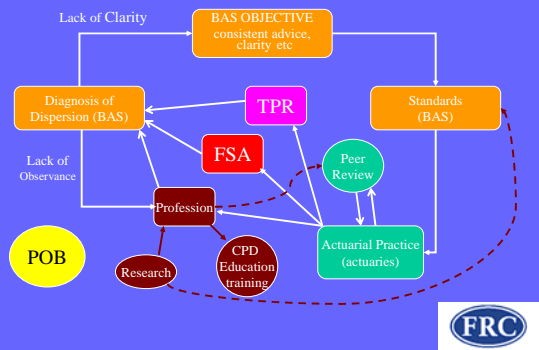 Lack of Clarity
BAS OBJECTIVE
consistent advice,
clarity etc
Diagnosis of
Dispersion (BAS)
TPR
Standards
(BAS)
FSA
Lack of
Observance
Peer
Review
Profession
POB
Research
CPD
Education
training
Actuarial Practice
(actuaries)
FRC